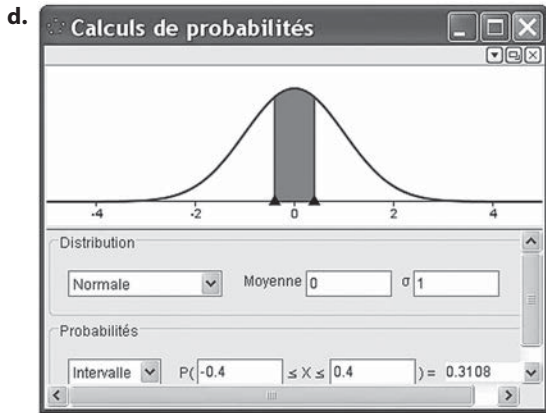 d.
Calculs de probabilités
-4 -2 0 2 4
Distribution
Normale Moyenne 0 σ 1
Probabilités
Intervalle P( -0.4 ≤ X ≤ 0.4 ) = 0.3108